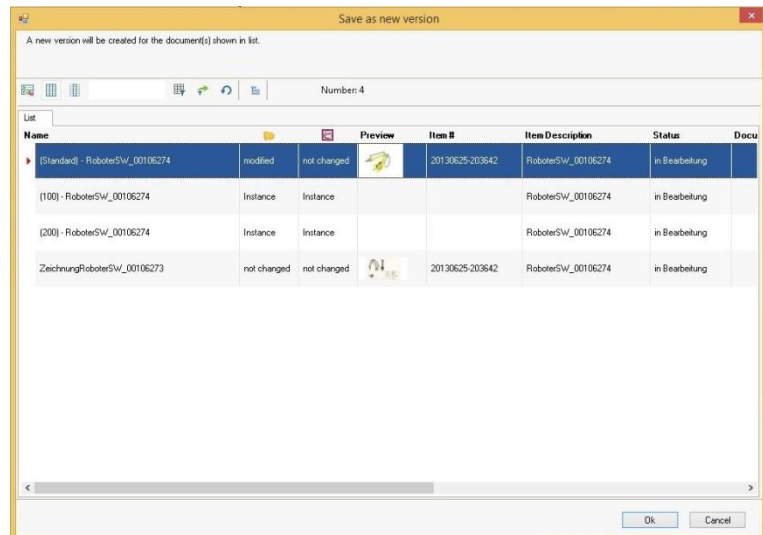 Save as new version
A new version will be created for the document(s) shown in list.
Number: 4
List
Name Preview Item # Item Description Status Docu
(Standard) - RoboterSW_00106274 modified not changed 20130625-203642 RoboterSW_00106274 in Bearbeitung
(100) - RoboterSW_00106274 Instance Instance RoboterSW_00106274 in Bearbeitung
(200) - RoboterSW_00106274 Instance Instance RoboterSW_00106274 in Bearbeitung
ZeichnungRoboterSW_00106273 not changed not changed 20130625-203642 RoboterSW_00106274 in Bearbeitung
Ok Cancel